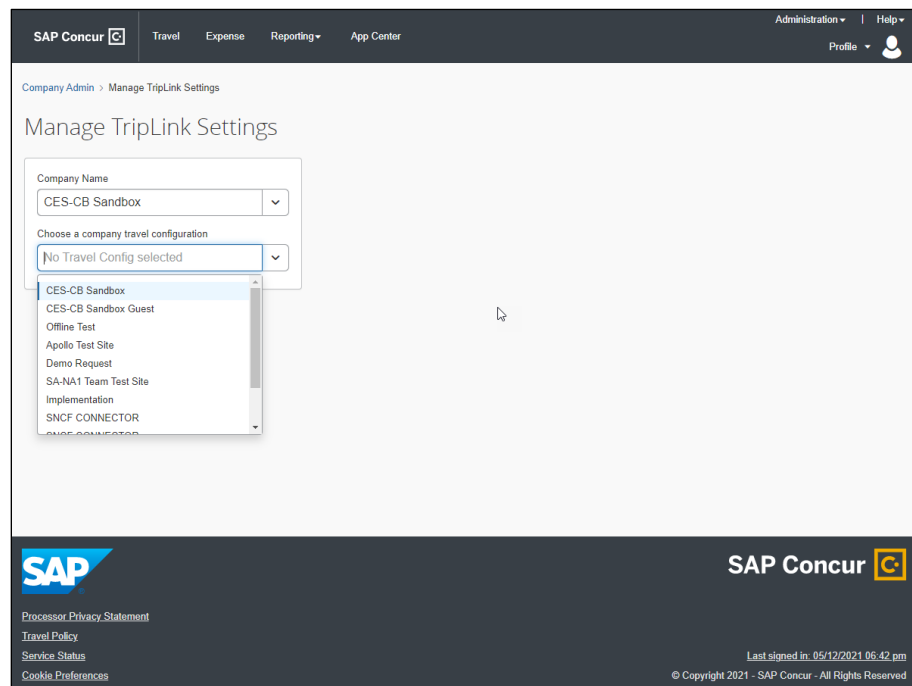 Administration | Help
SAP Concur C Travel Expense Reporting App Center
Profile
Company Admin > Manage TripLink Settings
Manage TripLink Settings
Company Name
CES-CB Sandbox
Choose a company travel configuration
No Travel Config selected
CES-CB Sandbox
CES-CB Sandbox Guest
Offline Test
Apollo Test Site
Demo Request
SA-NA1 Team Test Site
Implementation
SNCF CONNECTOR
SNCF CONNECTOR
SAP
SAP Concur C
Processor Privacy Statement
Travel Policy
Service Status
Last signed in: 05/12/2021 06:42 pm
Cookie Preferences
© Copyright 2021 - SAP Concur - All Rights Reserved